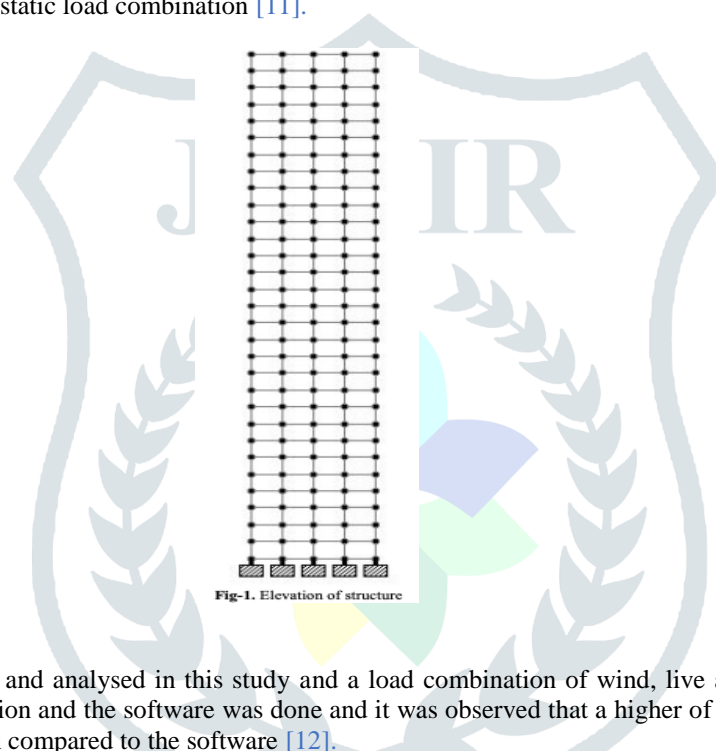 static load combination [11].
J IR
Fig-1. Elevation of structure
and analysed in this study and a load combination of wind, live
ion and the software was done and it was observed that a higher of
compared to the software [12].